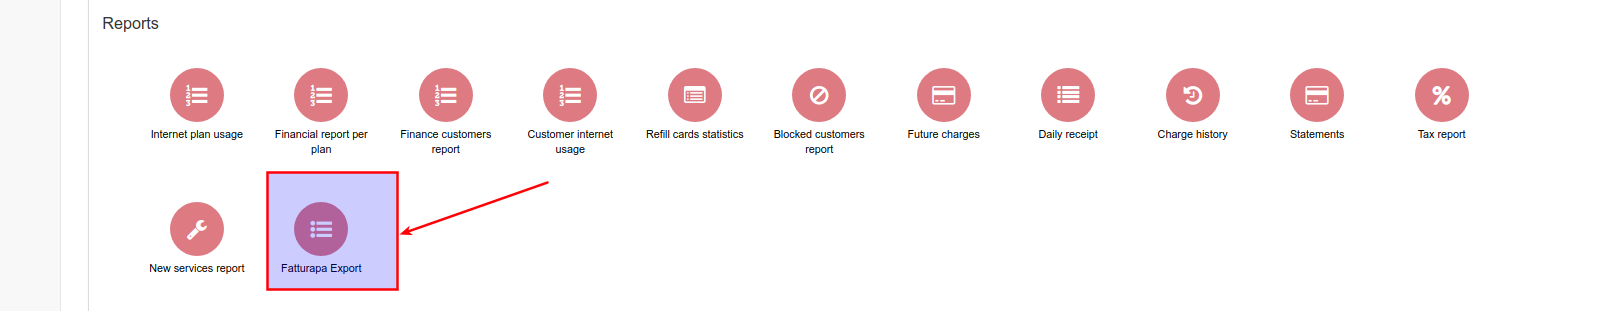 Reports
Internet plan usage
Financial report per
plan
Finance customers
report
Customer internet
usage
Refill cards statistics
Blocked customers
report
Future charges
Daily receipt
Charge history
Statements
Tax report
New services report
Fatturapa Export